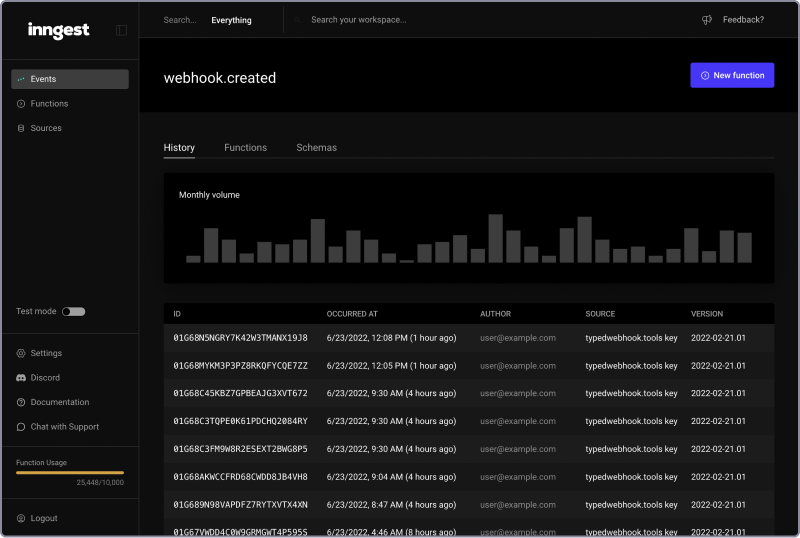 inngest
Search... Everything Search your workspace... Feedback?
Events
Functions
Sources
Test mode
Settings
Discord
Documentation
Chat with Support
Function Usage
25,448/10,000
Logout
webhook.created
New function
History Functions Schemas
Monthly volume
ID OCCURRED AT AUTHOR SOURCE VERSION
01G68N5NGRY7K42W3TMANX19J8 6/23/2022, 12:08 PM (1 hour ago) user@example.com typedwebhook.tools key 2022-02-21.01
01G68MYKM3P3PZ8RKQFYCQE7ZZ 6/23/2022, 12:05 PM (1 hour ago) user@example.com typedwebhook.tools key 2022-02-21.01
01G68C45KBZ7GPBEAJG3XVT672 6/23/2022, 9:30 AM (4 hours ago) user@example.com typedwebhook.tools key 2022-02-21.01
01G68C3TQPE0K61PDCHQ2084RY 6/23/2022, 9:30 AM (4 hours ago) user@example.com typedwebhook.tools key 2022-02-21.01
01G68C3FM9W8R2ESEXT2BWG8P5 6/23/2022, 9:30 AM (4 hours ago) user@example.com typedwebhook.tools key 2022-02-21.01
01G68AKWCCFRD68CWDD8JB4VH8 6/23/2022, 9:04 AM (4 hours ago) user@example.com typedwebhook.tools key 2022-02-21.01
01G689N98VAPDFZ7RYTXVTX4XN 6/23/2022, 8:47 AM (4 hours ago) user@example.com typedwebhook.tools key 2022-02-21.01
01G67VWDD4C0W9GRMGWT4P595S 6/23/2022, 4:46 AM (8 hours ago) user@example.com typedwebhook.tools key 2022-02-21.01